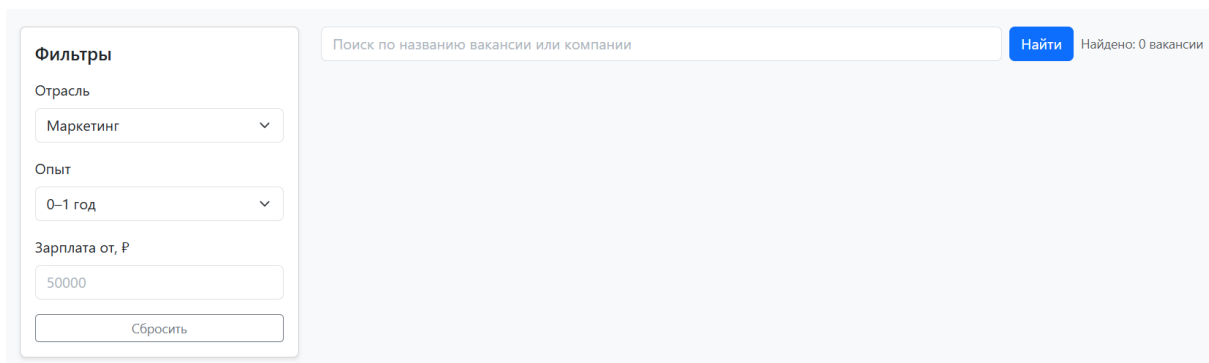 Фильтры
Отрасль
Маркетинг
Опыт
0–1 год
Зарплата от, ₽
50000
Сбросить
Поиск по названию вакансии или компании
Найти
Найдено: 0 вакансии